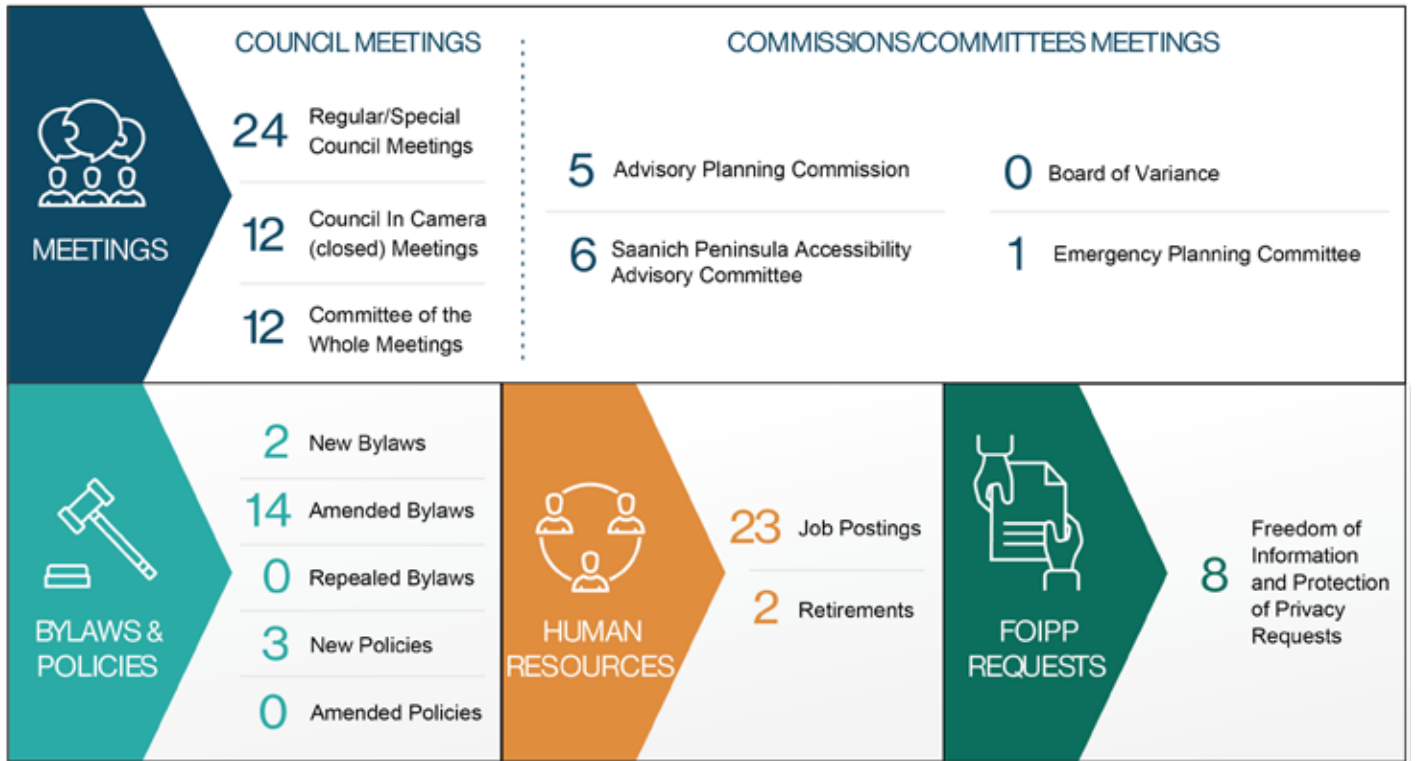 COUNCIL MEETINGS
COMMISSIONS/COMMITTEES MEETINGS
MEETINGS
24 Regular/Special
Council Meetings
12 Council In Camera
(closed) Meetings
12 Committee of the
Whole Meetings
5 Advisory Planning Commission
6 Saanich Peninsula Accessibility
Advisory Committee
0 Board of Variance
1 Emergency Planning Committee
BYLAWS &
POLICIES
2 New Bylaws
14 Amended Bylaws
0 Repealed Bylaws
3 New Policies
0 Amended Policies
HUMAN
RESOURCES
23 Job Postings
2 Retirements
FOIPP
REQUESTS
8 Freedom of
Information
and Protection
of Privacy
Requests